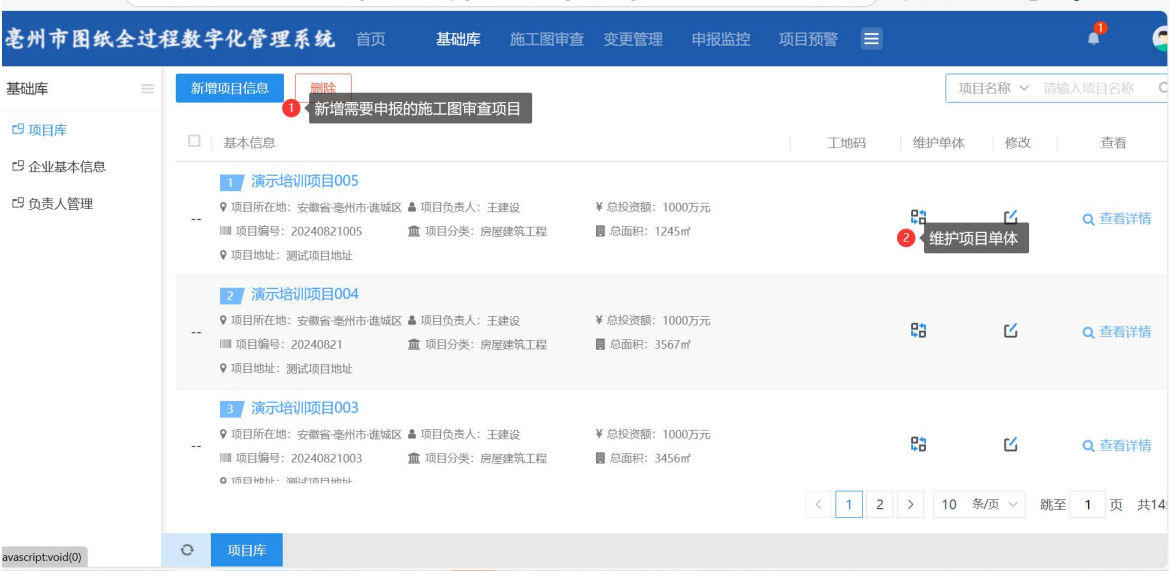 亳州市图纸全过程数字化管理系统 首页 基础库 施工图审查 变更管理 申报监控 项目预警 1
基础库 新增项目信息 删除 项目名称 请输入项目名称
1 新增需要申报的施工图审查项目
项目库 基本信息 工地码 维护单体 修改 查看
企业基本信息
负责人管理
1 演示培训项目005
项目所在地：安徽省·亳州市·谯城区 项目负责人：王建设 ¥ 总投资额：1000万元
-- 查看详情
项目编号：20240821005 项目分类：房屋建筑工程 总面积：1245㎡
2 维护项目单体
项目地址：测试项目地址
2 演示培训项目004
项目所在地：安徽省·亳州市·谯城区 项目负责人：王建设 ¥ 总投资额：1000万元
-- 查看详情
项目编号：20240821 项目分类：房屋建筑工程 总面积：3567㎡
项目地址：测试项目地址
3 演示培训项目003
项目所在地：安徽省·亳州市·谯城区 项目负责人：王建设 ¥ 总投资额：1000万元
-- 查看详情
项目编号：20240821003 项目分类：房屋建筑工程 总面积：3456㎡
项目地址：测试项目地址
< 1 2 > 10 条/页 跳至 1 页 共14
avascript:void(0) 项目库